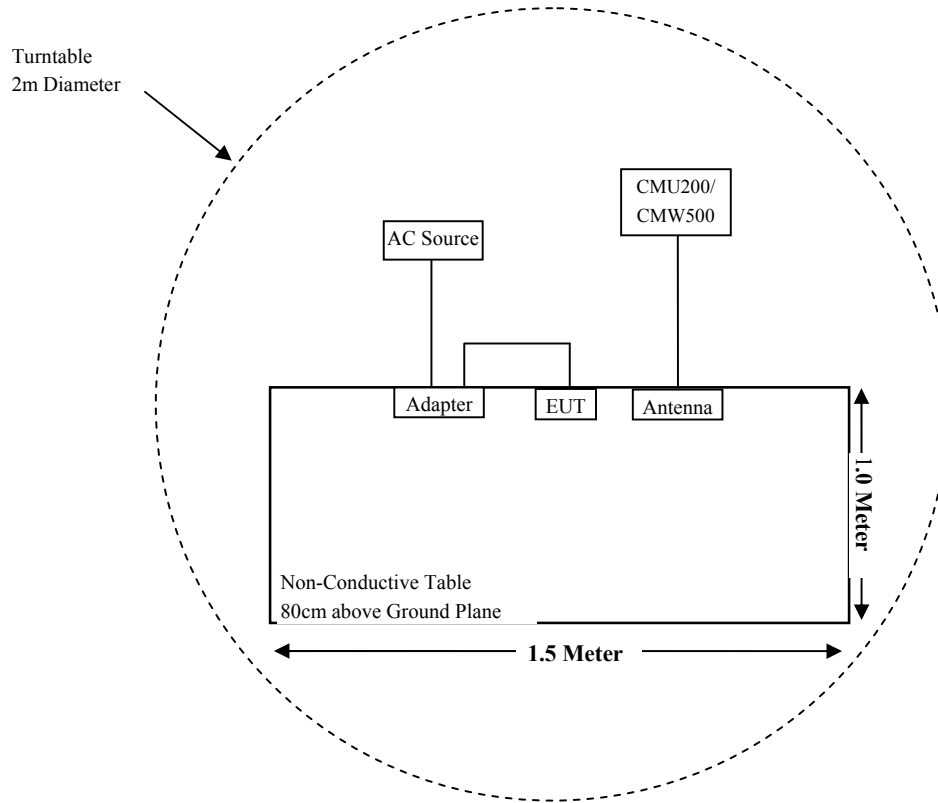 Turntable
2m Diameter
CMU200/
CMW500
AC Source
Adapter
EUT
Antenna
1.0 Meter
Non-Conductive Table
80cm above Ground Plane
1.5 Meter